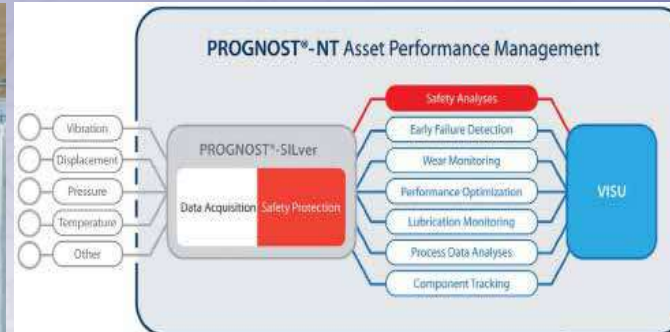 PROGNOST®-NT Asset Performance Management
Vibration
Displacement
Pressure
Temperature
Other
PROGNOST®-SILver
Data Acquisition
Safety Protection
Safety Analyses
Early Failure Detection
Wear Monitoring
Performance Optimization
Lubrication Monitoring
Process Data Analyses
Component Tracking
VISU